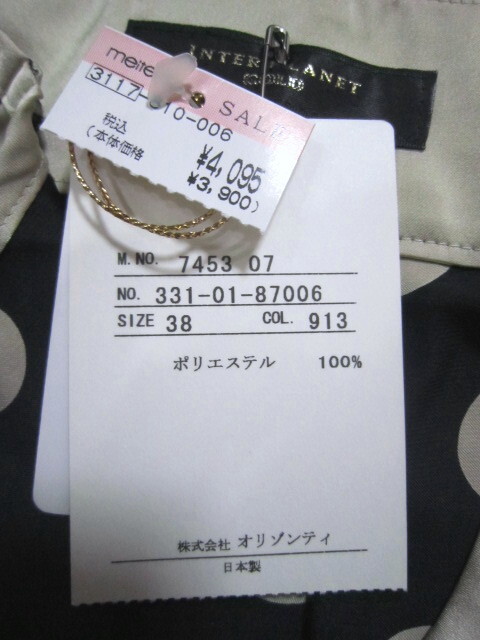 meite
SAL
3117- 10-006
税込 ¥4,095
(本体価格 ¥3,900)
INTER PLANET
M.NO. 7453 07
NO. 331-01-87006
SIZE 38 COL. 913
ポリエステル 100%
株式会社 オリゾンティ
日本製